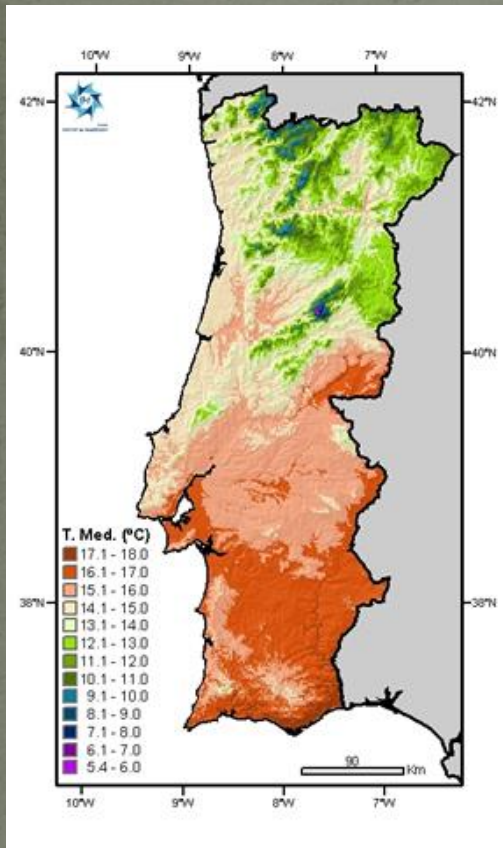 10°W 9°W 8°W 7°W
42°N 42°N
40°N 40°N
T. Med. (ºC)
17.1 - 18.0
16.1 - 17.0
15.1 - 16.0
14.1 - 15.0
13.1 - 14.0
12.1 - 13.0
11.1 - 12.0
10.1 - 11.0
9.1 - 10.0
8.1 - 9.0
7.1 - 8.0
6.1 - 7.0
5.4 - 6.0
38°N 38°N
90
Km
10°W 9°W 8°W 7°W